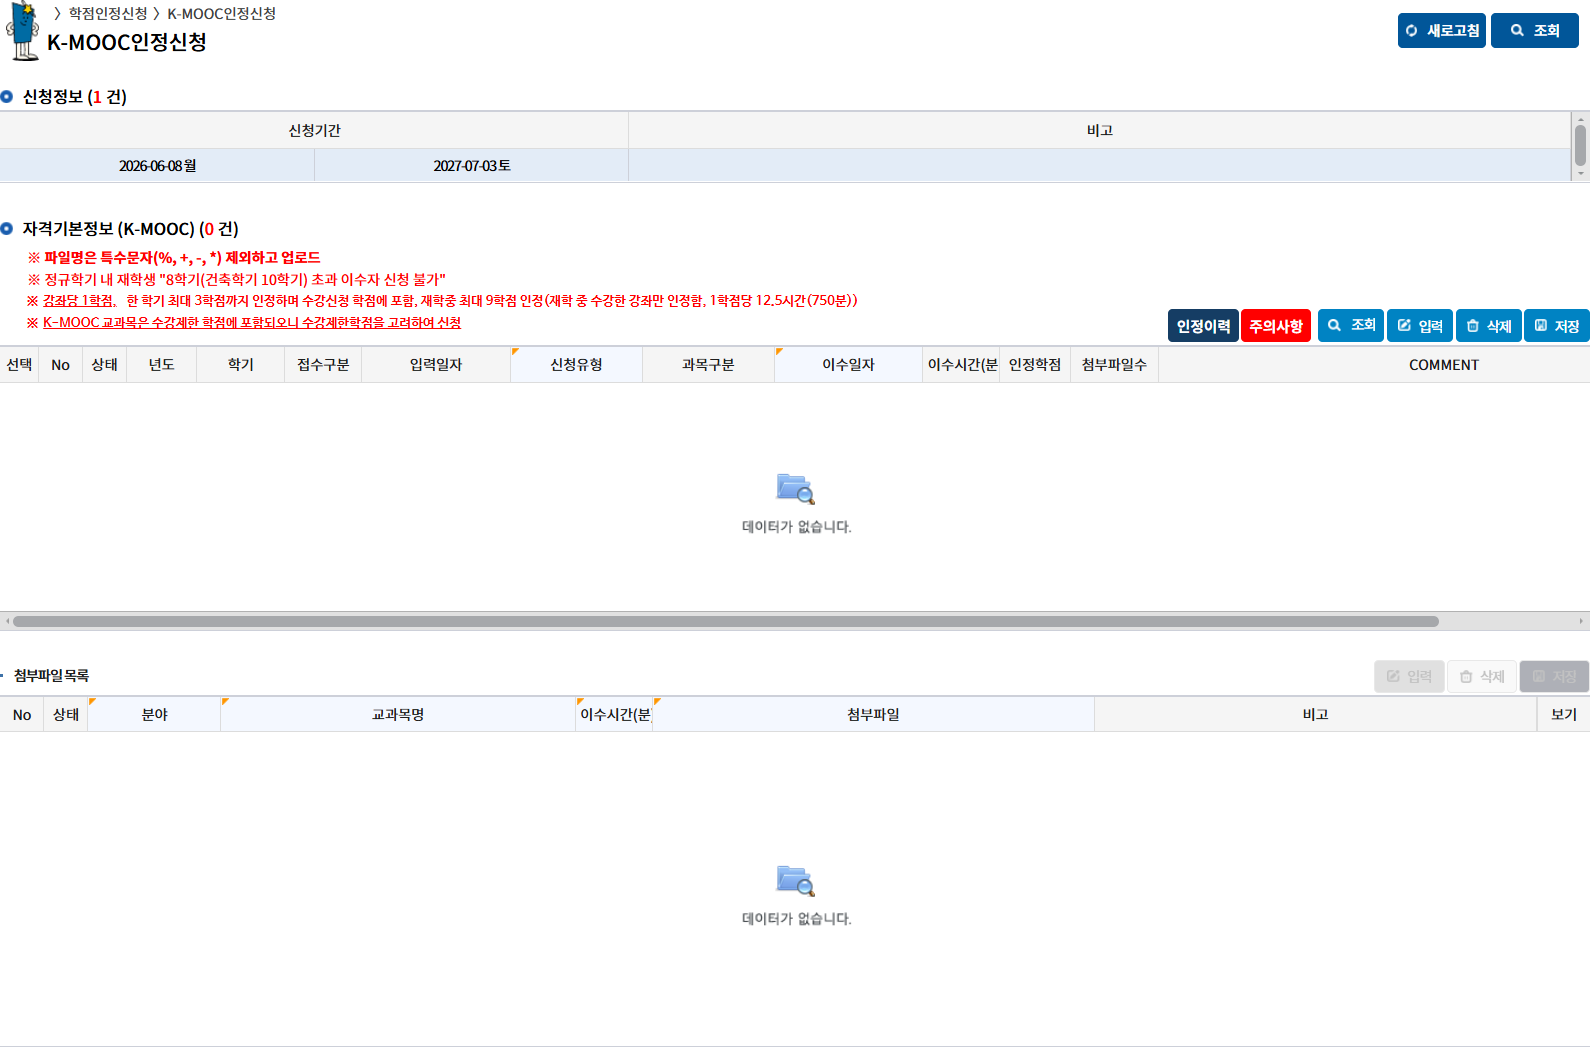 〉 학점인정신청 〉 K-MOOC인정신청
K-MOOC인정신청
새로고침 조회
신청정보 (1 건)
신청기간 비고
2026-06-08 월 2027-07-03 토
자격기본정보 (K-MOOC) (0 건)
※ 파일명은 특수문자(%, +, -, *) 제외하고 업로드
※ 정규학기 내 재학생 "8학기(건축학기 10학기) 초과 이수자 신청 불가"
※ 강좌당 1학점, 한 학기 최대 3학점까지 인정하며 수강신청 학점에 포함, 재학중 최대 9학점 인정(재학 중 수강한 강좌만 인정함, 1학점당 12.5시간(750분))
※ K-MOOC 교과목은 수강제한 학점에 포함되오니 수강제한학점을 고려하여 신청
인정이력 주의사항 조회 입력 삭제 저장
선택 No 상태 년도 학기 접수구분 입력일자 신청유형 과목구분 이수일자 이수시간(분 인정학점 첨부파일수 COMMENT
데이터가 없습니다.
첨부파일목록
입력 삭제 저장
No 상태 분야 교과목명 이수시간(분) 첨부파일 비고 보기
데이터가 없습니다.